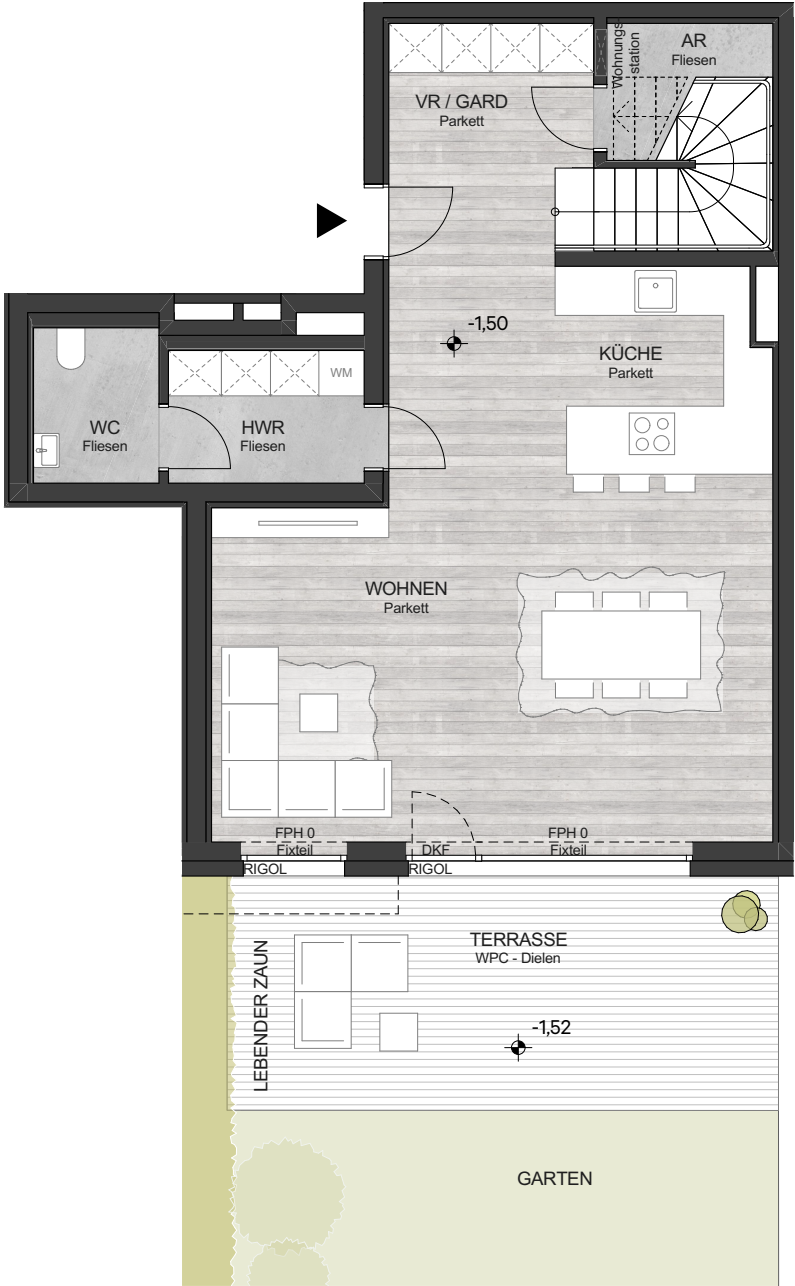 Wohnungs
station
AR
Fliesen
VR / GARD
Parkett
-1,50
KÜCHE
Parkett
WM
WC
Fliesen
HWR
Fliesen
WOHNEN
Parkett
FPH 0
Fixteil
DKF
FPH 0
Fixteil
RIGOL
RIGOL
LEBENDER ZAUN
TERRASSE
WPC - Dielen
-1,52
GARTEN